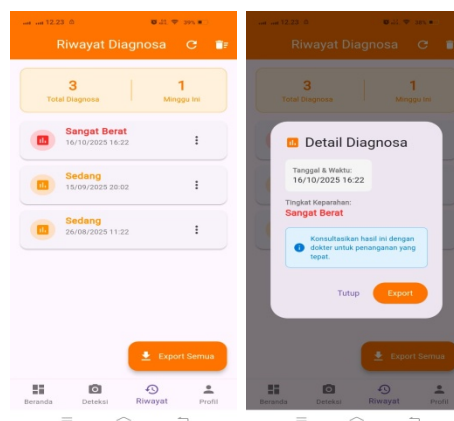 12.23
Riwayat Diagnosa
3
Total Diagnosa
1
Minggu ini
Sangat Berat
16/10/2025 16:22
Sedang
15/09/2025 20:02
Sedang
26/08/2025 11:22
Export Semua
Beranda
Deteksi
Riwayat
Profil
12.23
Riwayat Diagnosa
3
Total Diagnosa
1
Minggu ini
Detail Diagnosa
Tanggal & Waktu:
16/10/2025 16:22
Tingkat Keparahan:
Sangat Berat
Konsultasikan hasil ini dengan
dokter untuk penanganan yang
tepat.
Tutup
Export
Export Semua
Beranda
Deteksi
Riwayat
Profil